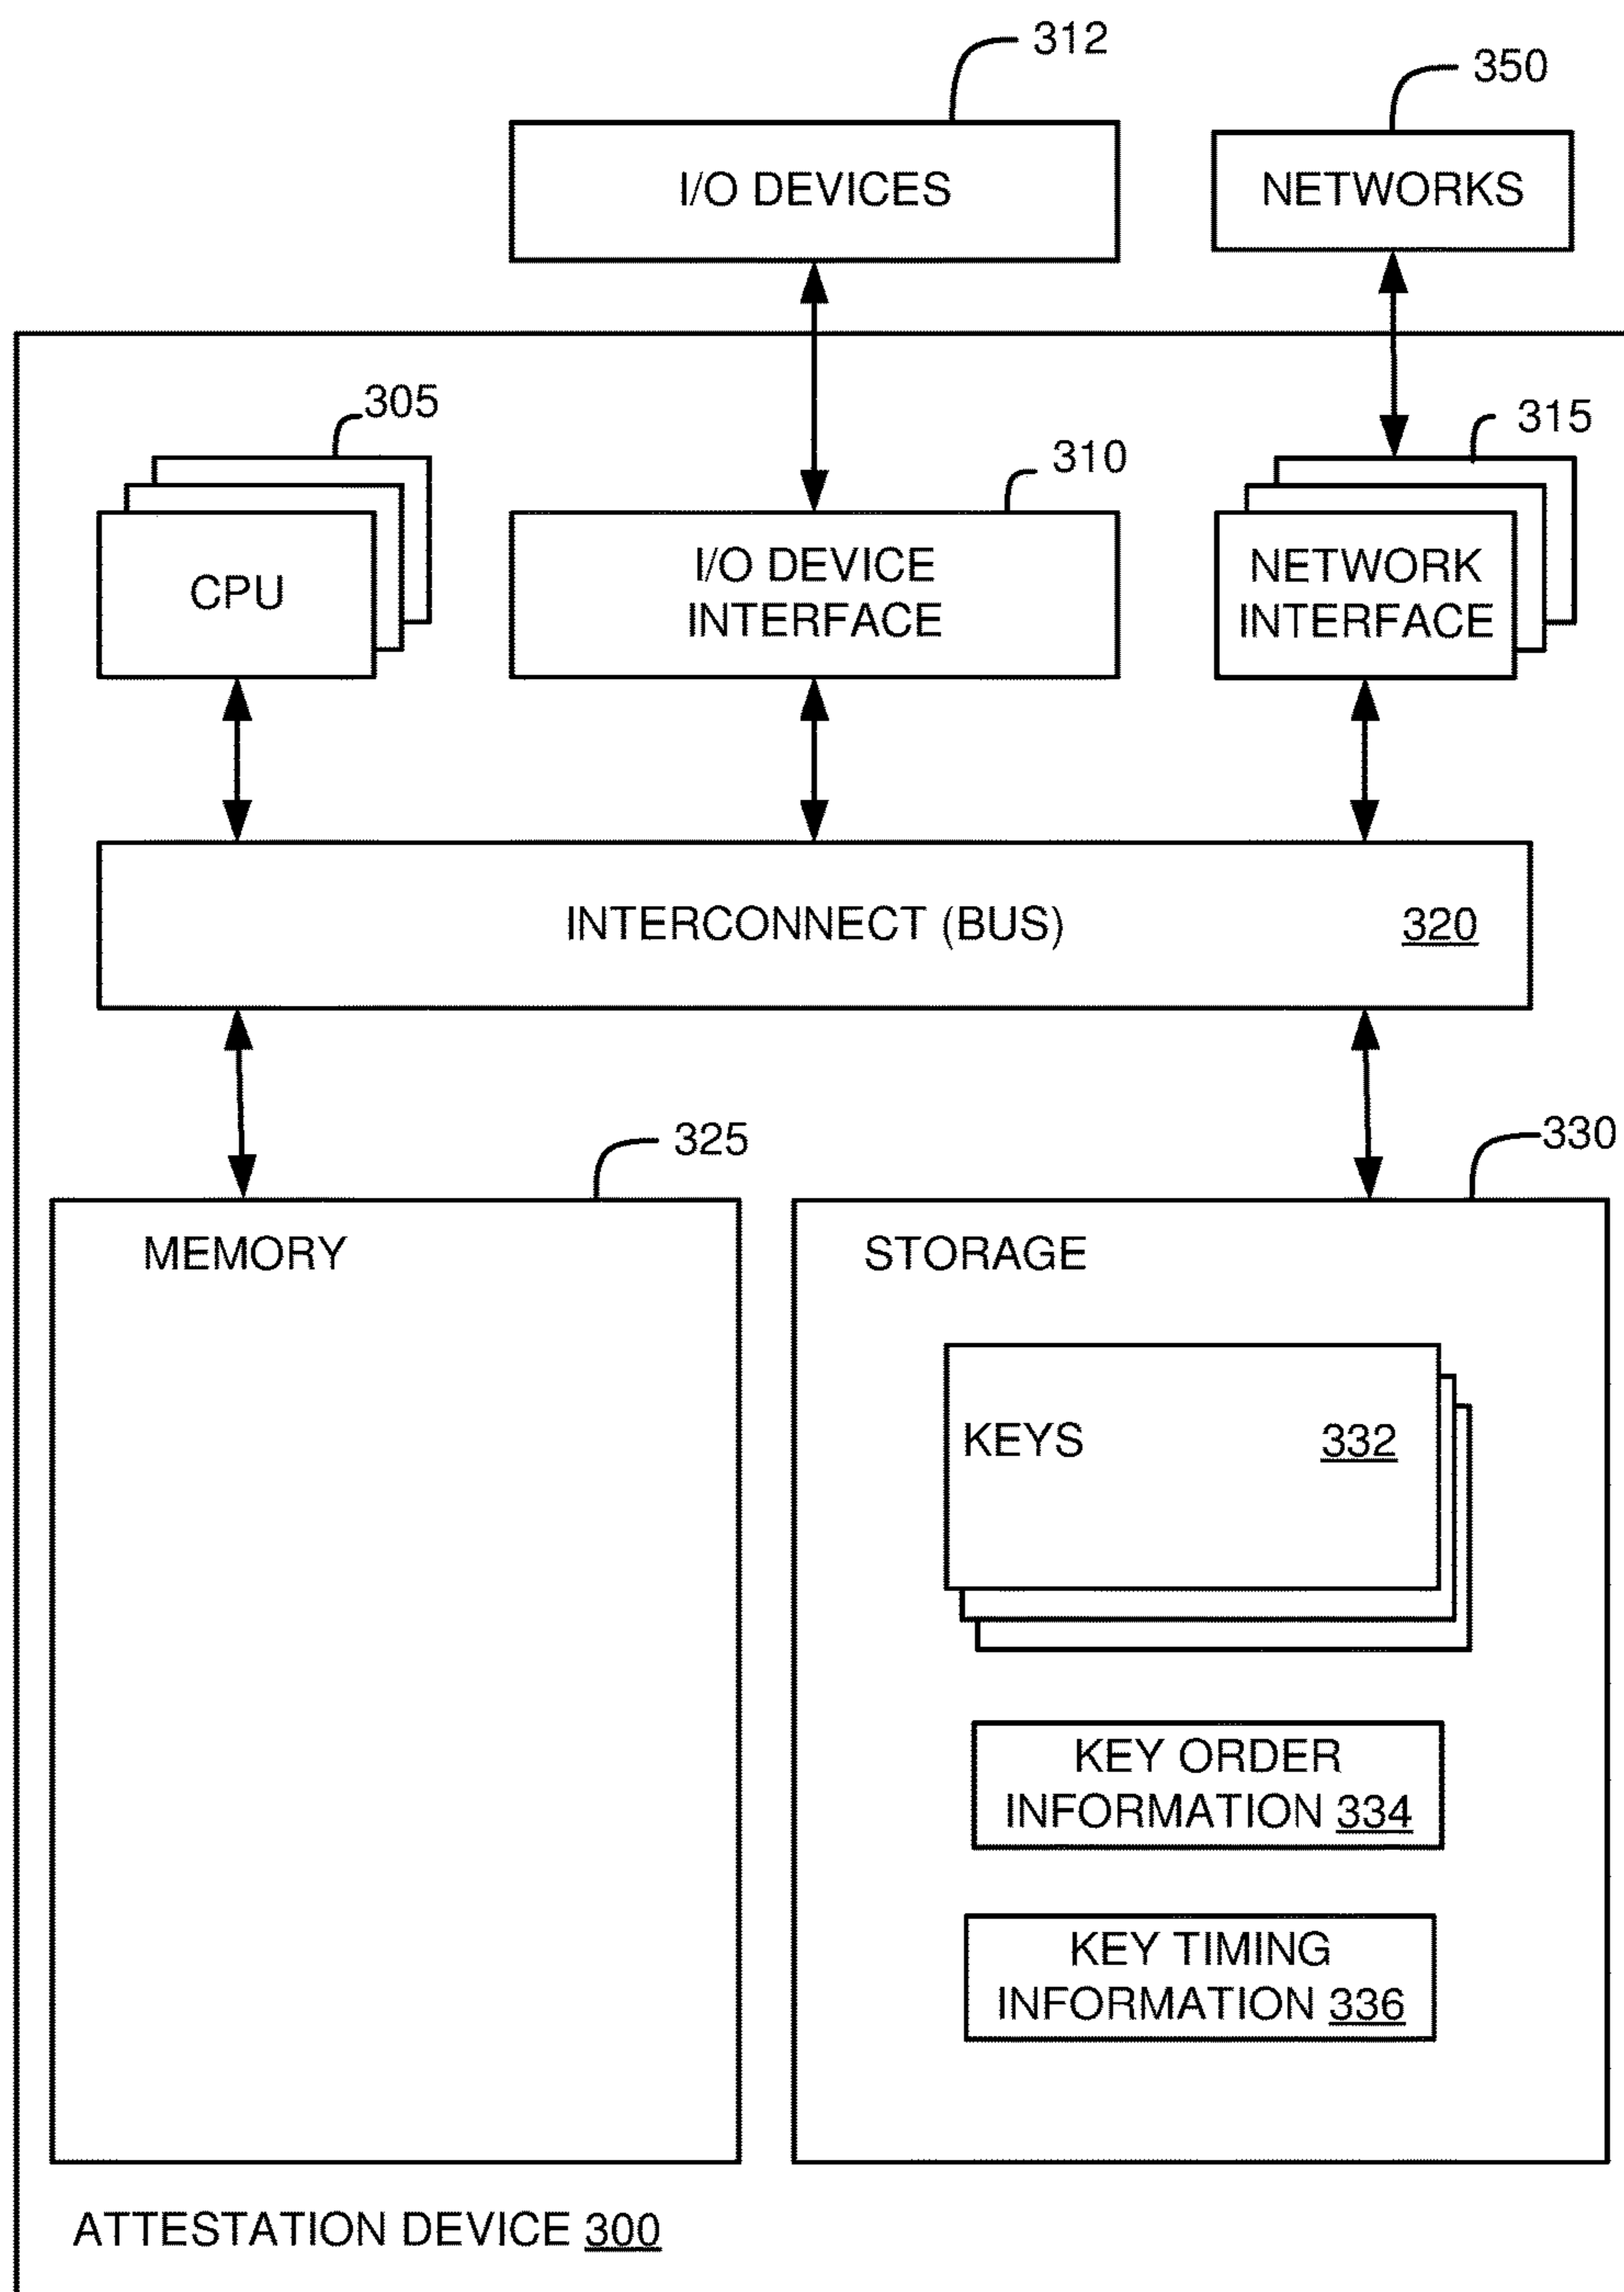 312
350
I/O DEVICES
NETWORKS
305
310
315
CPU
I/O DEVICE
INTERFACE
NETWORK
INTERFACE
INTERCONNECT (BUS) 320
325
330
MEMORY
STORAGE
KEYS 332
KEY ORDER
INFORMATION 334
KEY TIMING
INFORMATION 336
ATTESTATION DEVICE 300